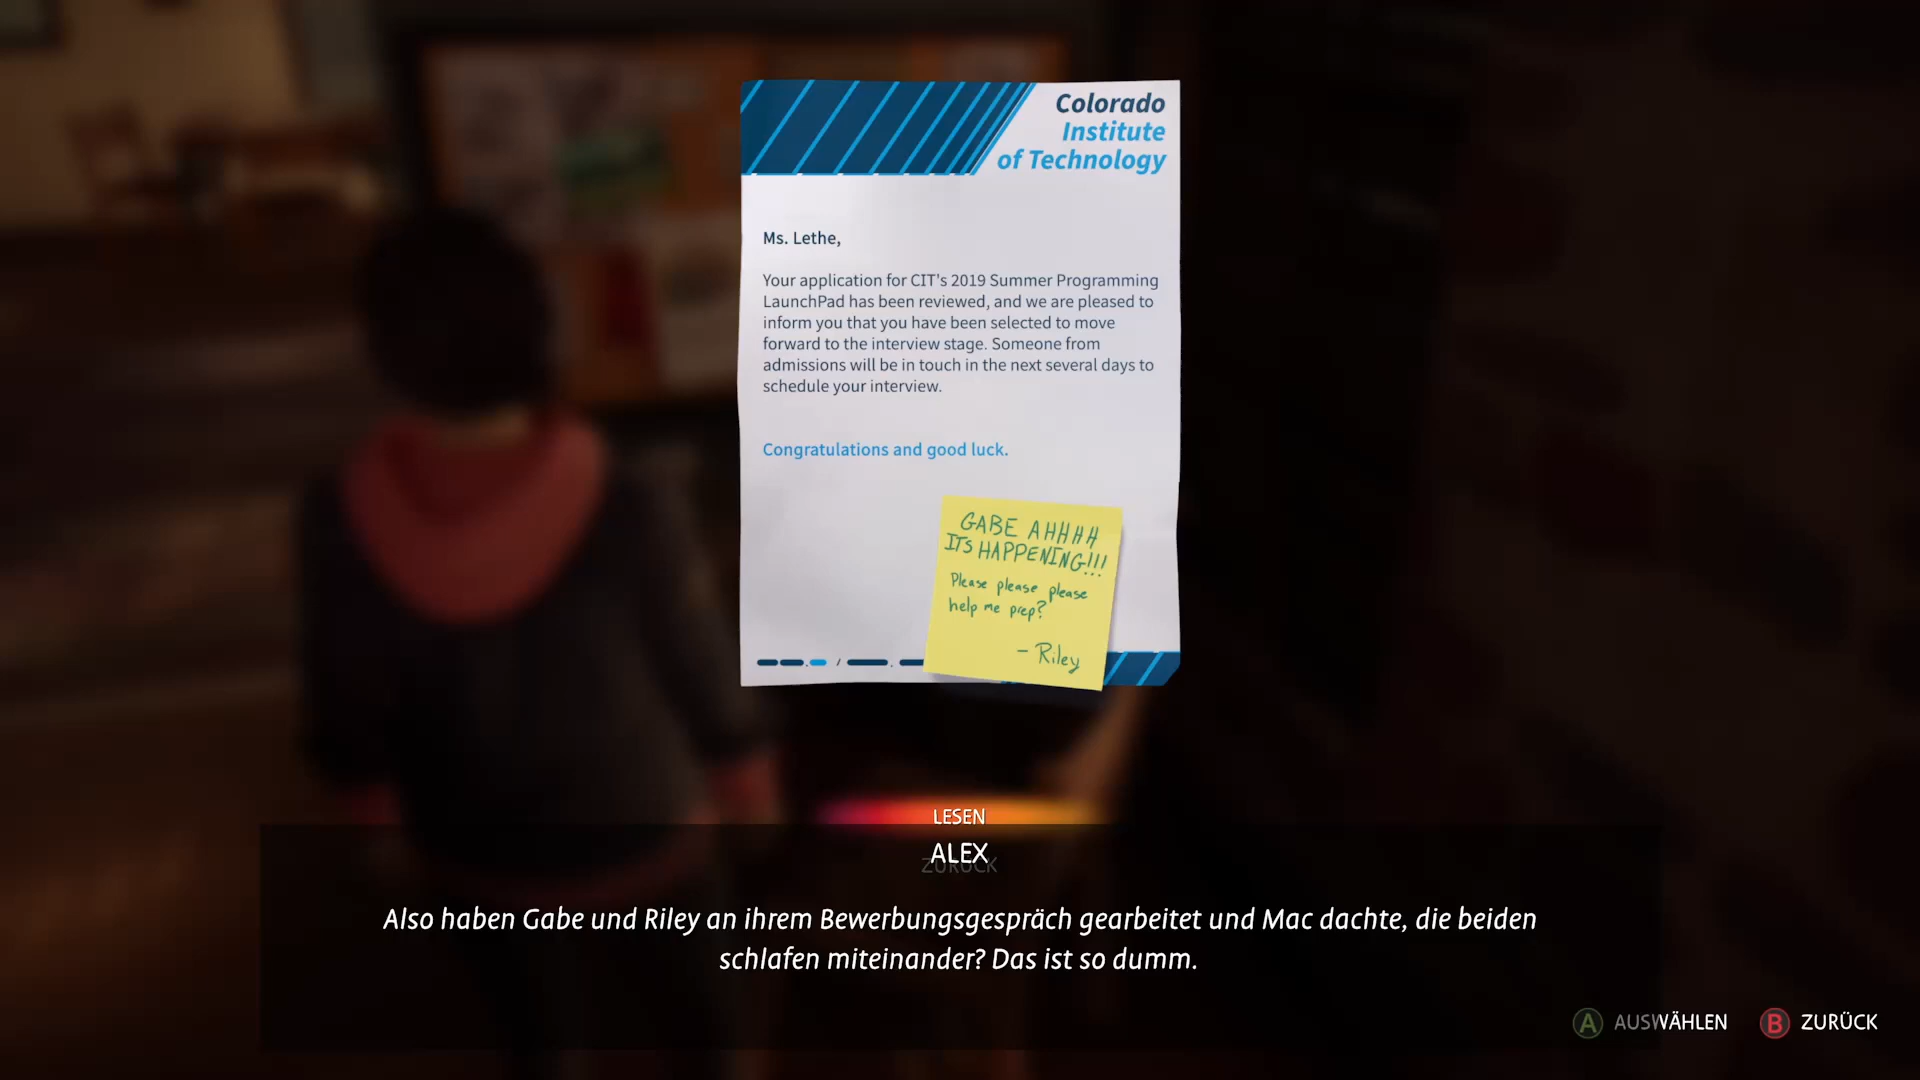 Colorado
Institute
of Technology
Ms. Lethe,
Your application for CIT's 2019 Summer Programming
LaunchPad has been reviewed, and we are pleased to
inform you that you have been selected to move
forward to the interview stage. Someone from
admissions will be in touch in the next several days to
schedule your interview.
Congratulations and good luck.
GABE AHHHH
ITS HAPPENING!!!
Please please please
help me prep?
- Riley
LESEN
ALEX
ZURÜCK
Also haben Gabe und Riley an ihrem Bewerbungsgespräch gearbeitet und Mac dachte, die beiden
schlafen miteinander? Das ist so dumm.
A AUSWÄHLEN B ZURÜCK